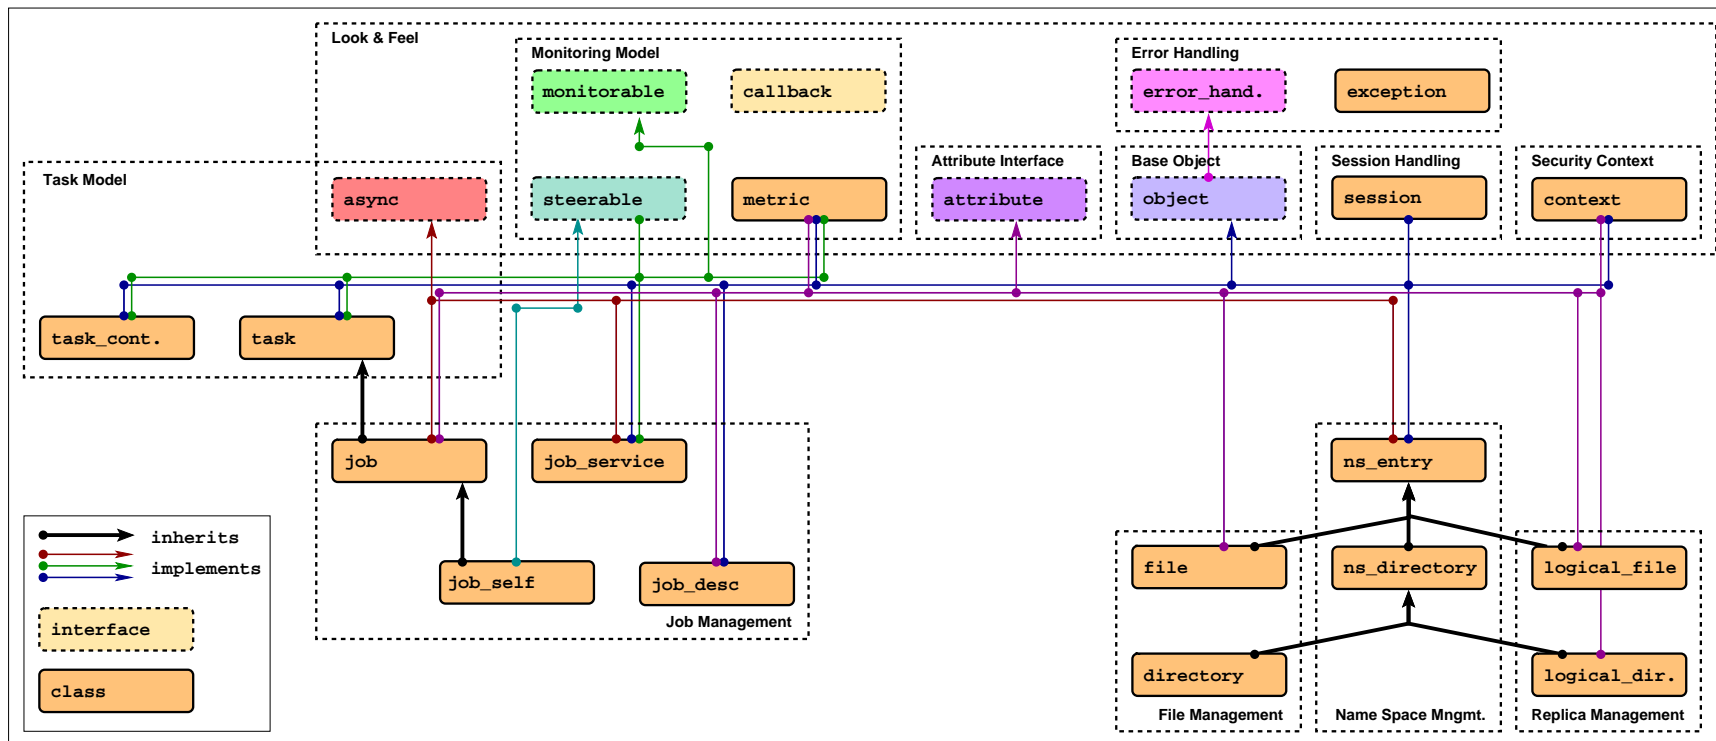 Look & Feel
Monitoring Model
Error Handling
monitorable
callback
error_hand.
exception
Task Model
Attribute Interface
Base Object
Session Handling
Security Context
async
steerable
metric
attribute
object
session
context
task_cont.
task
job
job_service
ns_entry
inherits
implements
file
ns_directory
logical_file
job_self
job_desc
interface
Job Management
class
directory
logical_dir.
File Management
Name Space Mngmt.
Replica Management